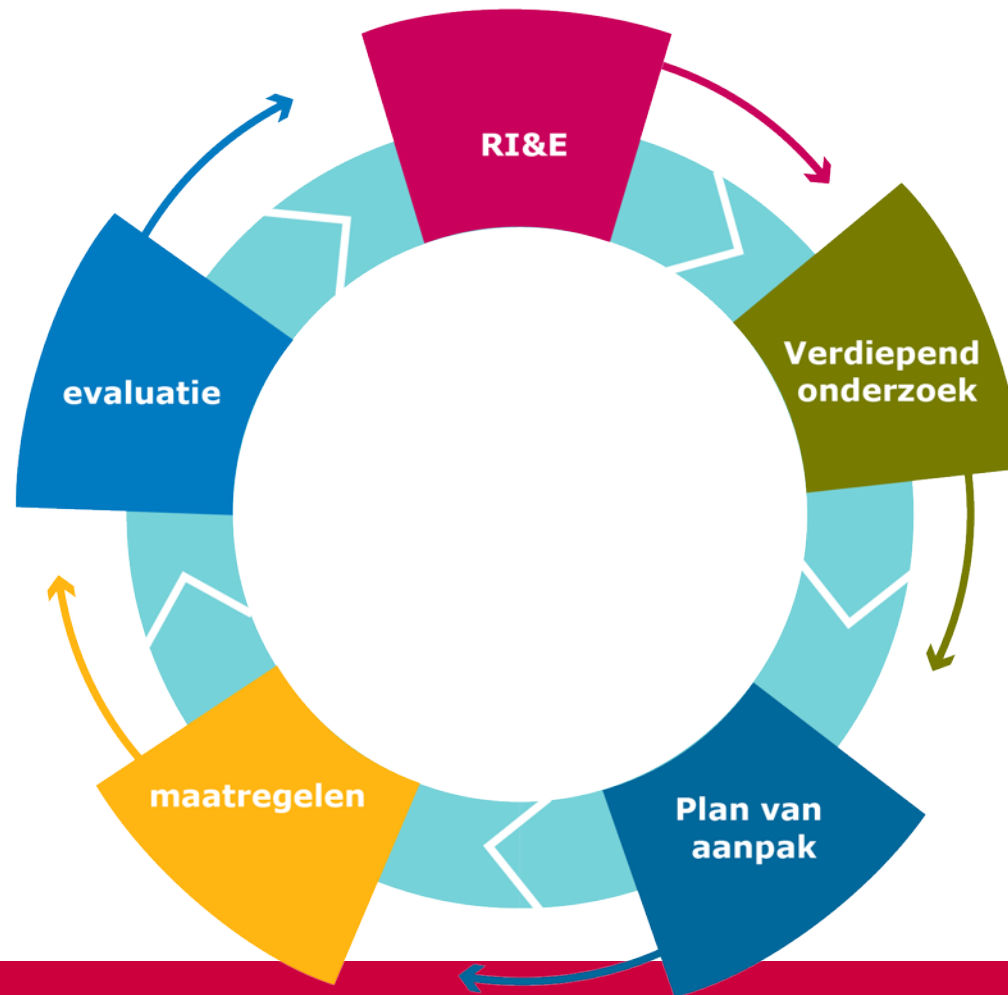 RI&E
Verdiepend
onderzoek
Plan van
aanpak
maatregelen
evaluatie